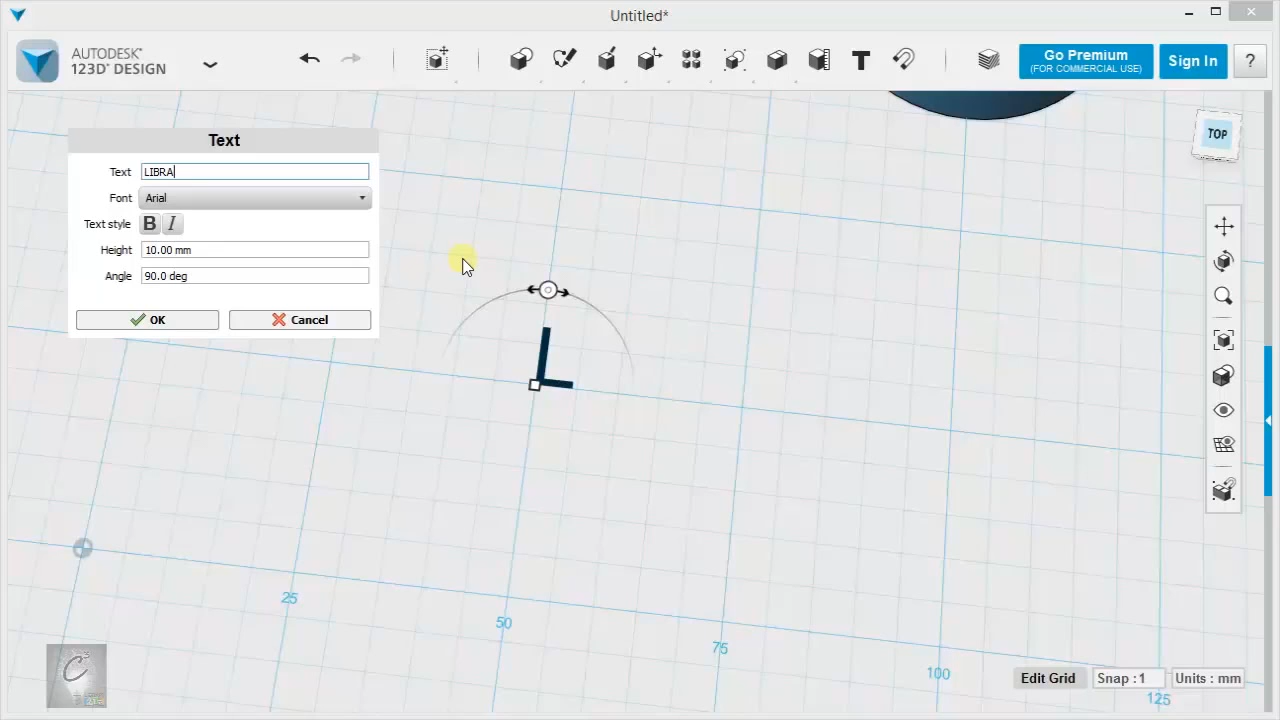 Untitled*
AUTODESK®
123D® DESIGN
T
Go Premium
(FOR COMMERCIAL USE)
Sign In
?
TOP
Text
Text LIBRA
Font Arial
Text style B I
Height 10.00 mm
Angle 90.0 deg
OK Cancel
L
25
50
75
100
125
Edit Grid Snap : 1 Units : mm